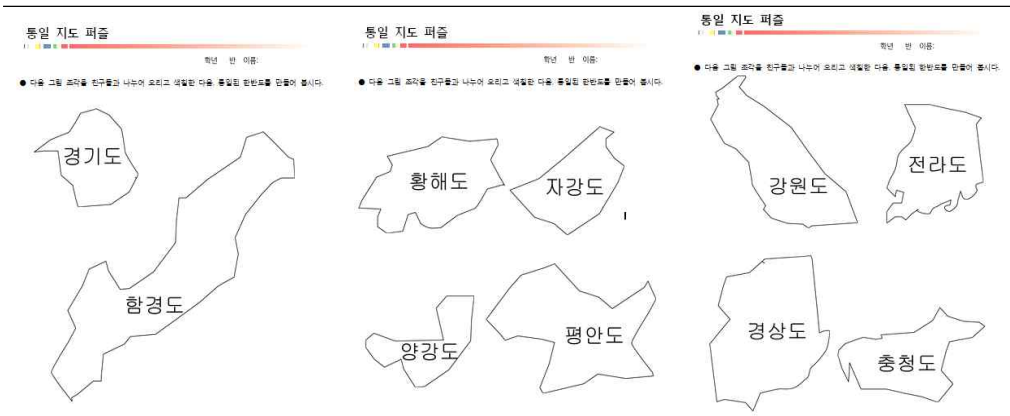 통일 지도 퍼즐
학년 반 이름:
● 다음 그림 조각을 친구들과 나누어 오리고 색칠한 다음, 통일된 한반도를 만들어 봅시다.
경기도
함경도
통일 지도 퍼즐
학년 반 이름:
● 다음 그림 조각을 친구들과 나누어 오리고 색칠한 다음, 통일된 한반도를 만들어 봅시다.
황해도
자강도
양강도
평안도
통일 지도 퍼즐
학년 반 이름:
● 다음 그림 조각을 친구들과 나누어 오리고 색칠한 다음, 통일된 한반도를 만들어 봅시다.
강원도
전라도
경상도
충청도